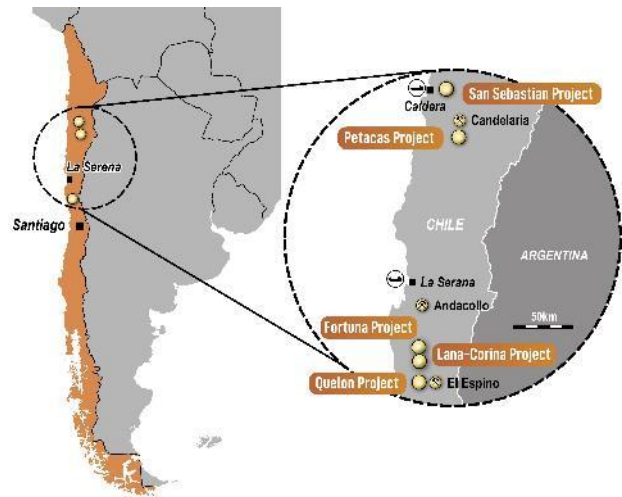 La Serena
Santiago
San Sebastian Project
Caldera
Candelaria
Petacas Project
CHILE
ARGENTINA
La Serana
Andacollo
50km
Fortuna Project
Lana-Corina Project
Quelon Project
El Espino